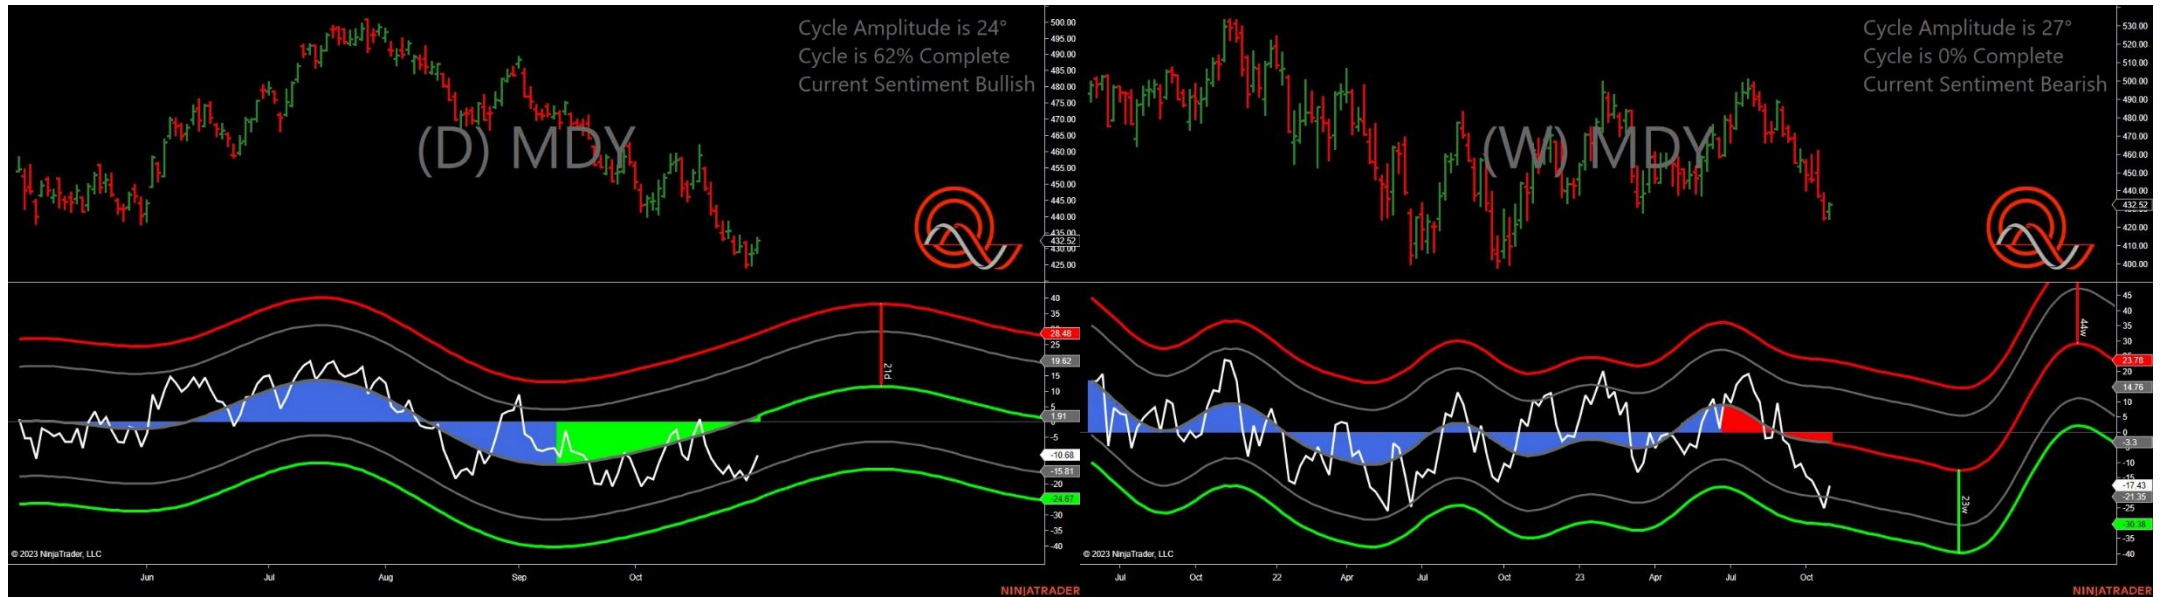 Cycle Amplitude is 24°
Cycle is 62% Complete
Current Sentiment Bullish
(D) MDY
500.00
495.00
490.00
485.00
480.00
475.00
470.00
465.00
460.00
455.00
450.00
445.00
440.00
435.00
432.52
430.00
425.00
40
35
28.48
25
19.62
15
10
5
1.91
0
-5
-10.68
-15.81
-20
-24.67
-30
-35
-40
21d
© 2023 NinjaTrader, LLC
Jun
Jul
Aug
Sep
Oct
NINJATRADER
Cycle Amplitude is 27°
Cycle is 0% Complete
Current Sentiment Bearish
(W) MDY
530.00
520.00
510.00
500.00
490.00
480.00
470.00
460.00
450.00
440.00
432.52
420.00
410.00
400.00
45
40
35
30
23.78
20
14.76
10
5
0
-3.3
-10
-17.43
-21.35
-25
-30.38
-35
-40
44w
23w
© 2023 NinjaTrader, LLC
Jul
Oct
22
Apr
Jul
Oct
23
Apr
Jul
Oct
NINJATRADER